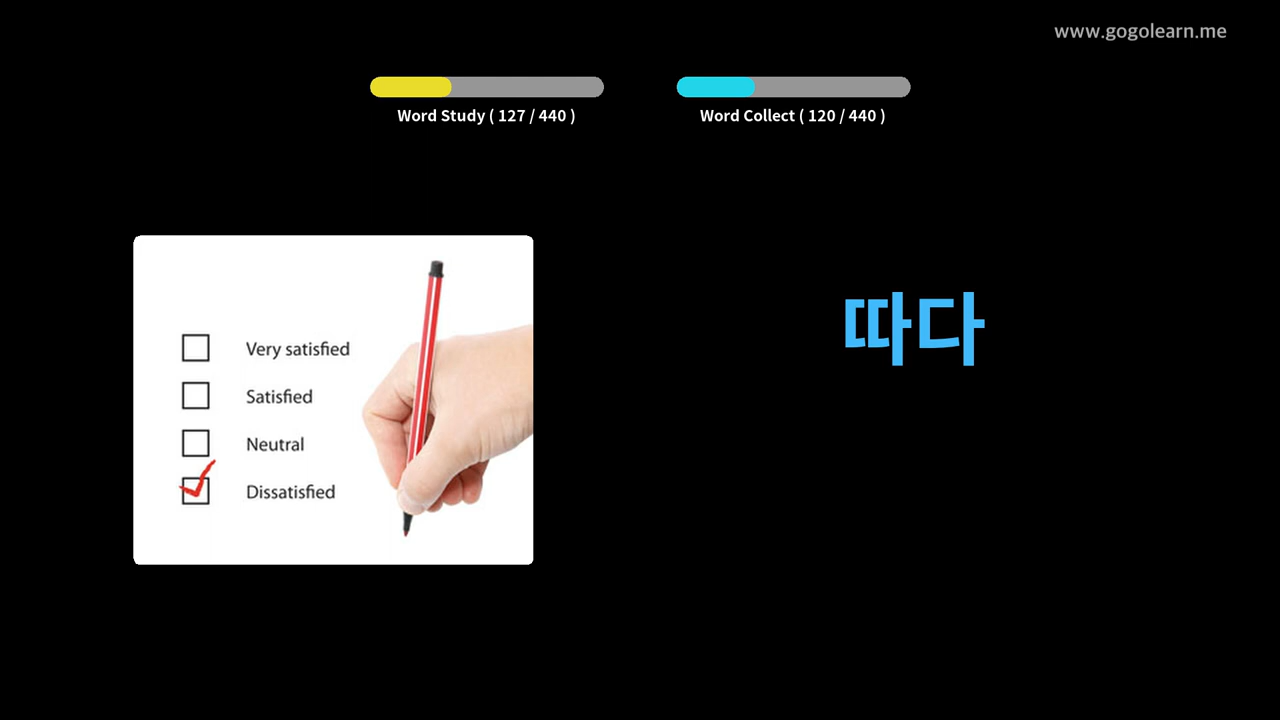 www.gogolearn.me
Word Study ( 127 / 440 )
Word Collect ( 120 / 440 )
Very satisfied
Satisfied
Neutral
Dissatisfied
따다